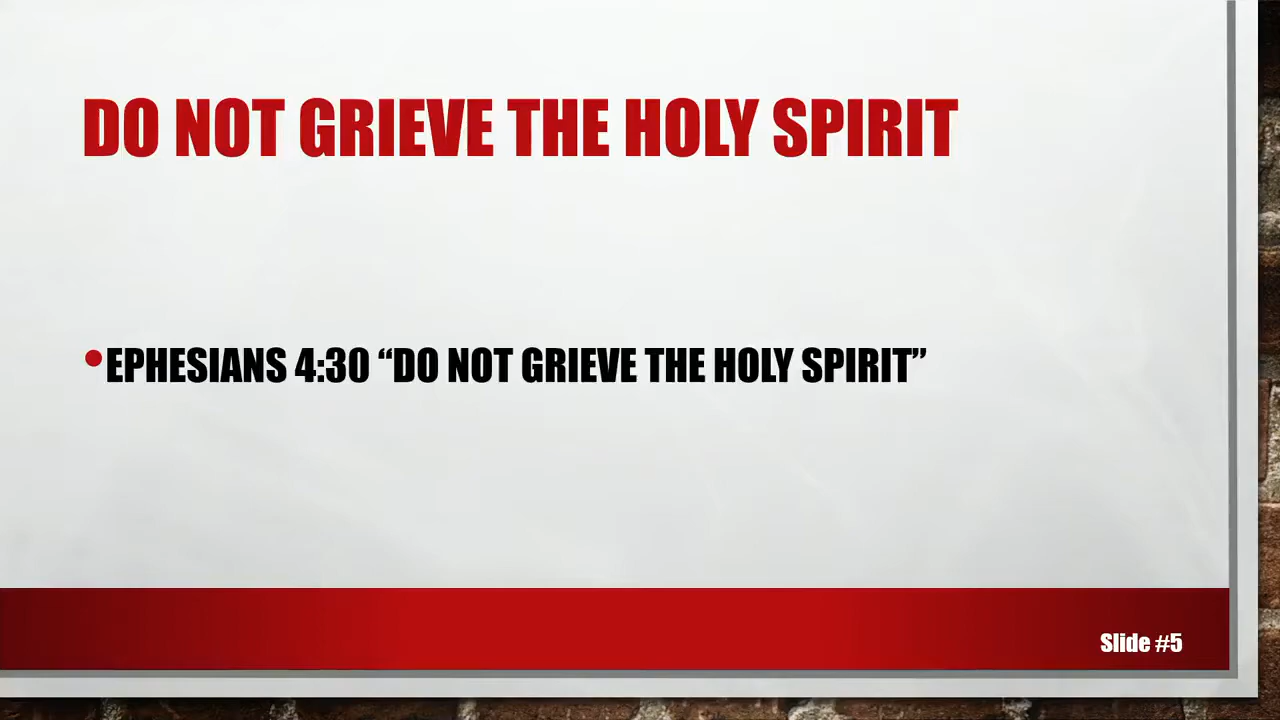 DO NOT GRIEVE THE HOLY SPIRIT
•EPHESIANS 4:30 “DO NOT GRIEVE THE HOLY SPIRIT”
Slide #5